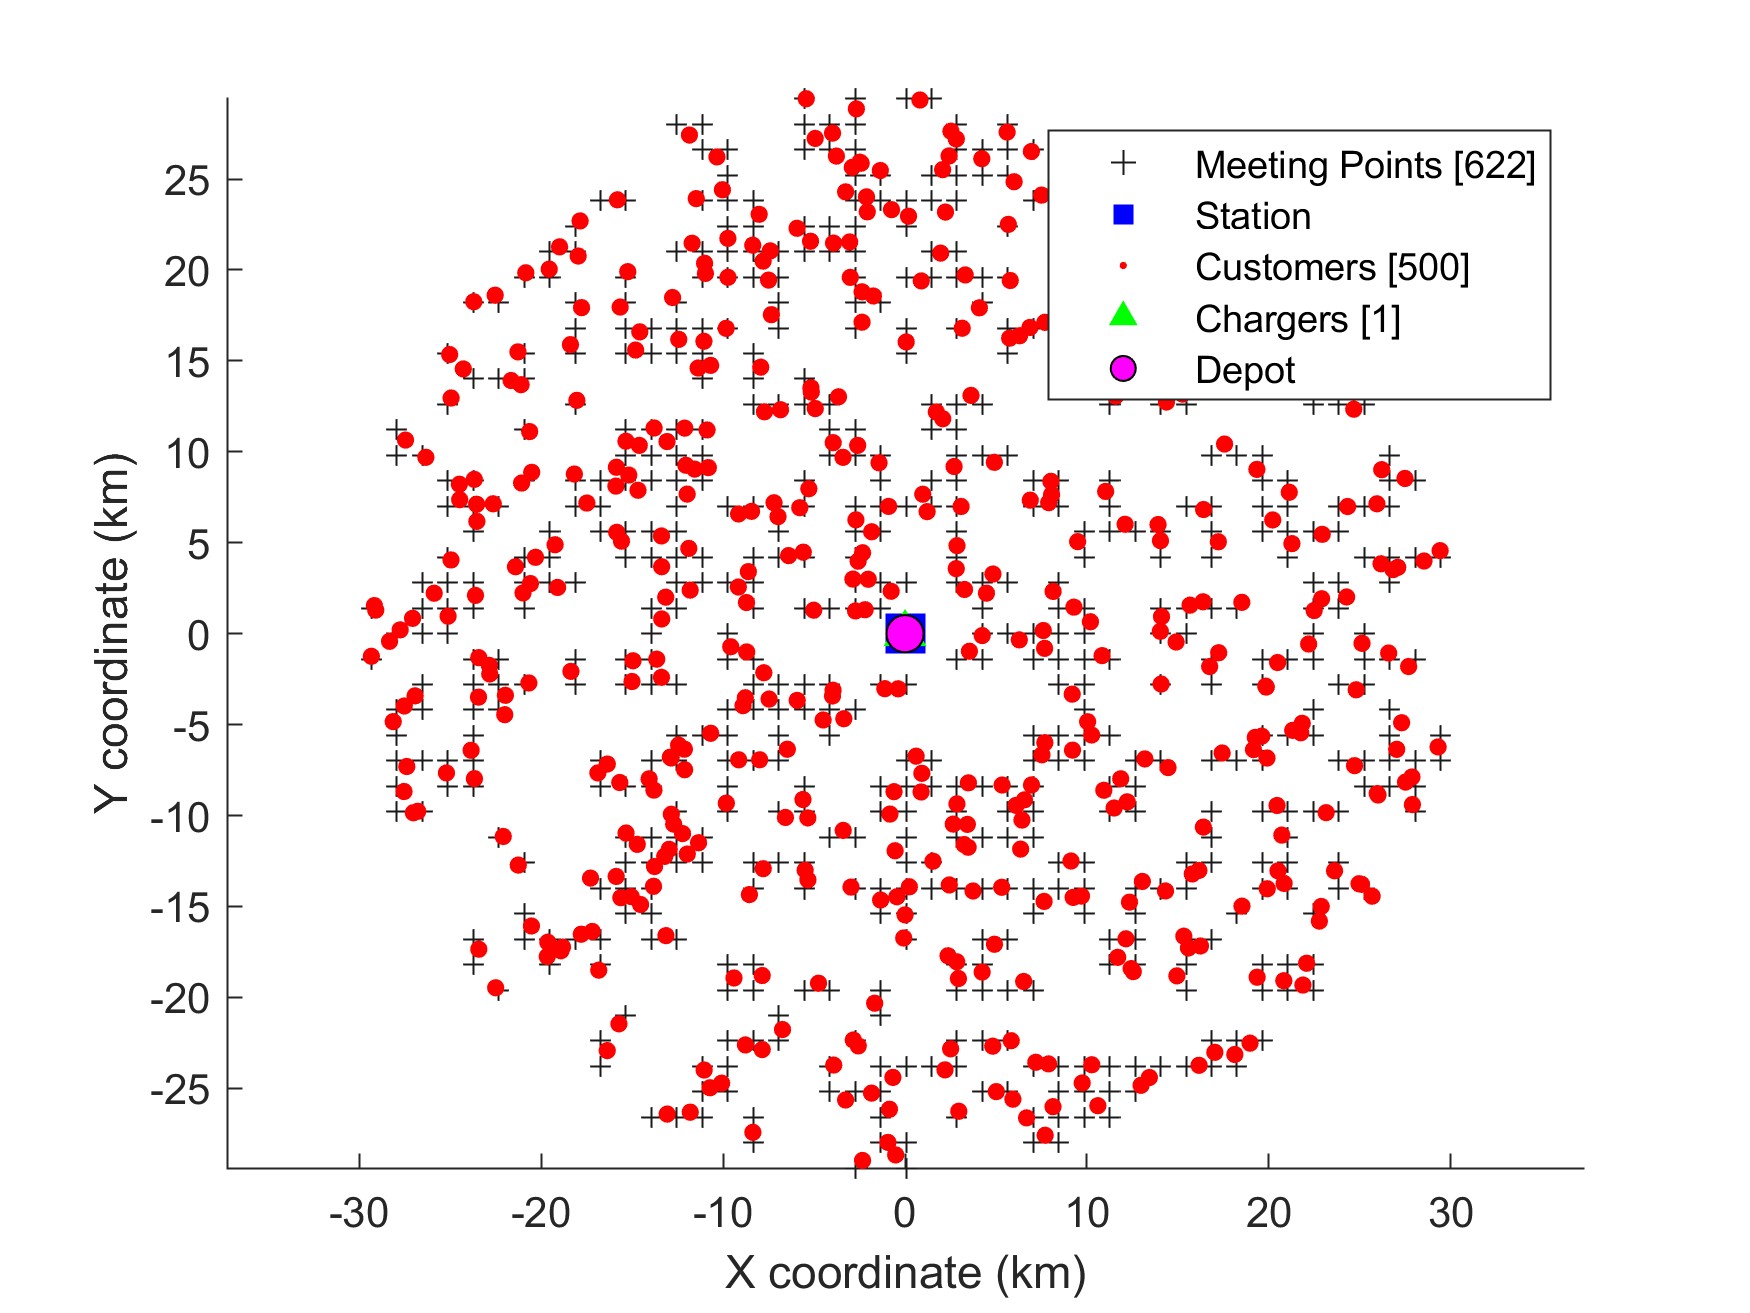 25
20
15
10
5
0
-5
-10
-15
-20
-25
Y coordinate (km)
-30 -20 -10 0 10 20 30
X coordinate (km)
Meeting Points [622]
Station
Customers [500]
Chargers [1]
Depot